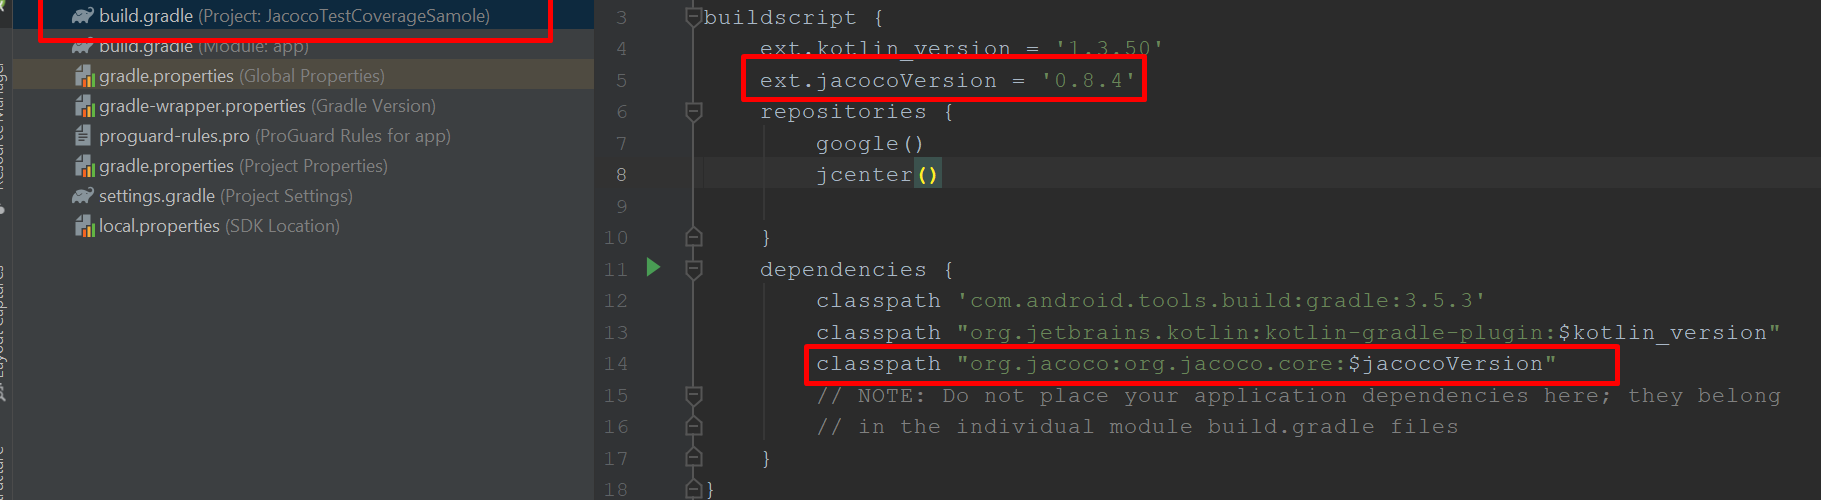 build.gradle (Project: JacocoTestCoverageSamole)
build.gradle (Module: app)
gradle.properties (Global Properties)
gradle-wrapper.properties (Gradle Version)
proguard-rules.pro (ProGuard Rules for app)
gradle.properties (Project Properties)
settings.gradle (Project Settings)
local.properties (SDK Location)
3 buildscript {
4 ext.kotlin_version = '1.3.50'
5 ext.jacocoVersion = '0.8.4'
6 repositories {
7 google()
8 jcenter()
9
10 }
11 dependencies {
12 classpath 'com.android.tools.build:gradle:3.5.3'
13 classpath "org.jetbrains.kotlin:kotlin-gradle-plugin:$kotlin_version"
14 classpath "org.jacoco:org.jacoco.core:$jacocoVersion"
15 // NOTE: Do not place your application dependencies here; they belong
16 // in the individual module build.gradle files
17 }
18 }